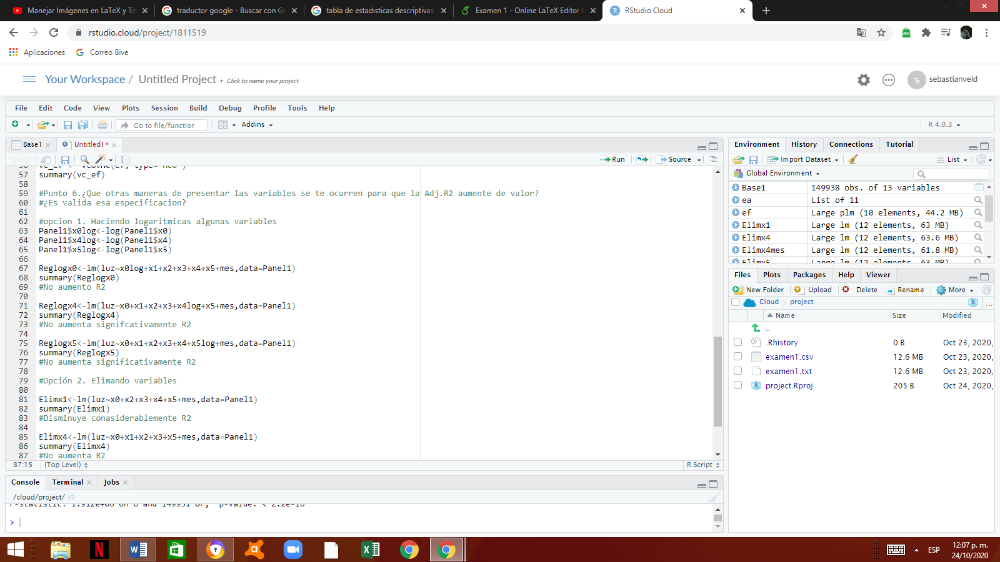 Manejar Imágenes en LaTeX y Te
traductor google - Buscar con Go
tabla de estadısticas descriptivas
Examen 1 - Online LaTeX Editor O
RStudio Cloud
rstudio.cloud/project/1811519
Aplicaciones
Correo Bive
Your Workspace / Untitled Project ← Click to name your project
S sebastianveld
File Edit Code View Plots Session Build Debug Profile Tools Help
Go to file/function Addins
R 4.0.3
Base1 Untitled1*
Run Source
57 summary(vc_ef)
58
59 #Punto 6.¿Que otras maneras de presentar las variables se te ocurren para que la Adj.R2 aumente de valor?
60 #¿Es valida esa especificacion?
61
62 #opcion 1. Haciendo logaritmicas algunas variables
63 Panel1$x0log<-log(Panel1$x0)
64 Panel1$x4log<-log(Panel1$x4)
65 Panel1$x5log<-log(Panel1$x5)
66
67 Reglogx0<-lm(luz~x0log+x1+x2+x3+x4+x5+mes,data=Panel1)
68 summary(Reglogx0)
69 #No aumento R2
70
71 Reglogx4<-lm(luz~x0+x1+x2+x3+x4log+x5+mes,data=Panel1)
72 summary(Reglogx4)
73 #No aumenta signifcativamente R2
74
75 Reglogx5<-lm(luz~x0+x1+x2+x3+x4+x5log+mes,data=Panel1)
76 summary(Reglogx5)
77 #No aumenta significativamente R2
78
79 #Opción 2. Elimando variables
80
81 Elimx1<-lm(luz~x0+x2+x3+x4+x5+mes,data=Panel1)
82 summary(Elimx1)
83 #Disminuye conasiderablemente R2
84
85 Elimx4<-lm(luz~x0+x1+x2+x3+x5+mes,data=Panel1)
86 summary(Elimx4)
87 #No aumenta R2
87:15 (Top Level) R Script
Console Terminal Jobs
/cloud/project/
>
Environment History Connections Tutorial
Import Dataset List
Global Environment
Base1 149938 obs. of 13 variables
ea List of 11
ef Large plm (10 elements, 44.2 MB)
Elimx1 Large lm (12 elements, 63 MB)
Elimx4 Large lm (12 elements, 63.6 MB)
Elimx4mes Large lm (12 elements, 61.8 MB)
Elimx5 Large lm (12 elements, 63 MB)
Files Plots Packages Help Viewer
New Folder Upload Delete Rename More
Cloud project R ...
Name Size Modified
..
.Rhistory 0 B Oct 23, 2020,
examen1.csv 12.6 MB Oct 23, 2020,
examen1.txt 12.6 MB Oct 23, 2020,
project.Rproj 205 B Oct 24, 2020,
ESP
12:07 p. m.
24/10/2020